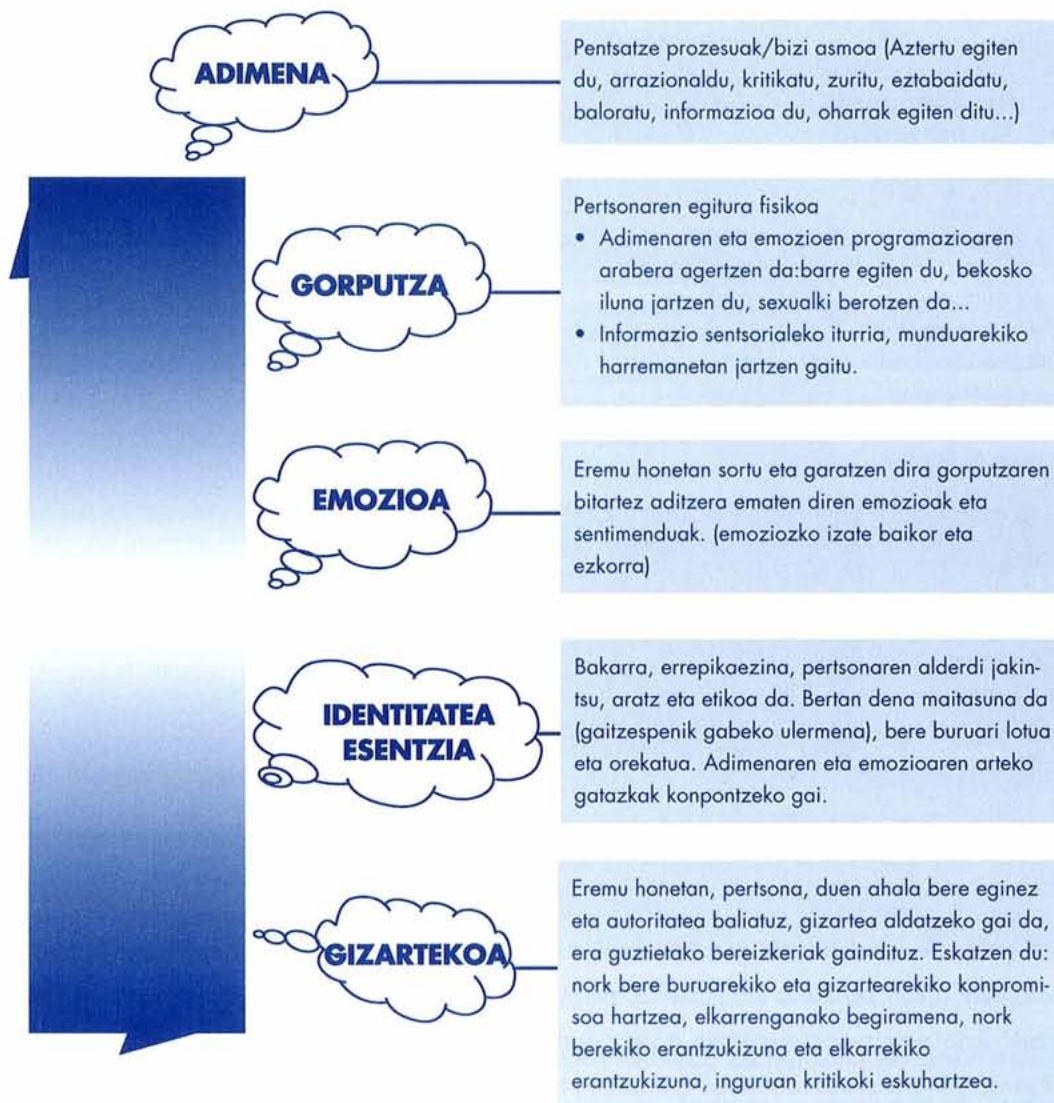 ADIMENA
Pentsatze prozesuak/bizi asmoa (Aztertu egiten
du, arrazionaldu, kritikatu, zuritu, eztabaidatu,
baloratu, informazioa du, oharrak egiten ditu...)
GORPUTZA
Pertsonaren egitura fisikoa
• Adimenaren eta emozioen programazioaren
arabera agertzen da:barre egiten du, bekosko
iluna jartzen du, sexualki berotzen da...
• Informazio sentsorialeko iturria, munduarekiko
harremanetan jartzen gaitu.
EMOZIOA
Eremu honetan sortu eta garatzen dira gorputzaren
bitartez aditzera ematen diren emozioak eta
sentimenduak. (emoziozko izate baikor eta
ezkorra)
IDENTITATEA
ESENTZIA
Bakarra, errepikaezina, pertsonaren alderdi jakin-
tsu, aratz eta etikoa da. Bertan dena maitasuna da
(gaitzespenik gabeko ulermena), bere buruari lotua
eta orekatua. Adimenaren eta emozioaren arteko
gatazkak konpontzeko gai.
GIZARTEKOA
Eremu honetan, pertsona, duen ahala bere eginez
eta autoritatea baliatuz, gizartea aldatzeko gai da,
era guztietako bereizkeriak gaindituz. Eskatzen du:
nork bere buruarekiko eta gizartearekiko konpromi-
soa hartzea, elkarrenganako begiramena, nork
berekiko erantzukizuna eta elkarrekiko
erantzukizuna, inguruan kritikoki eskuhartzea.